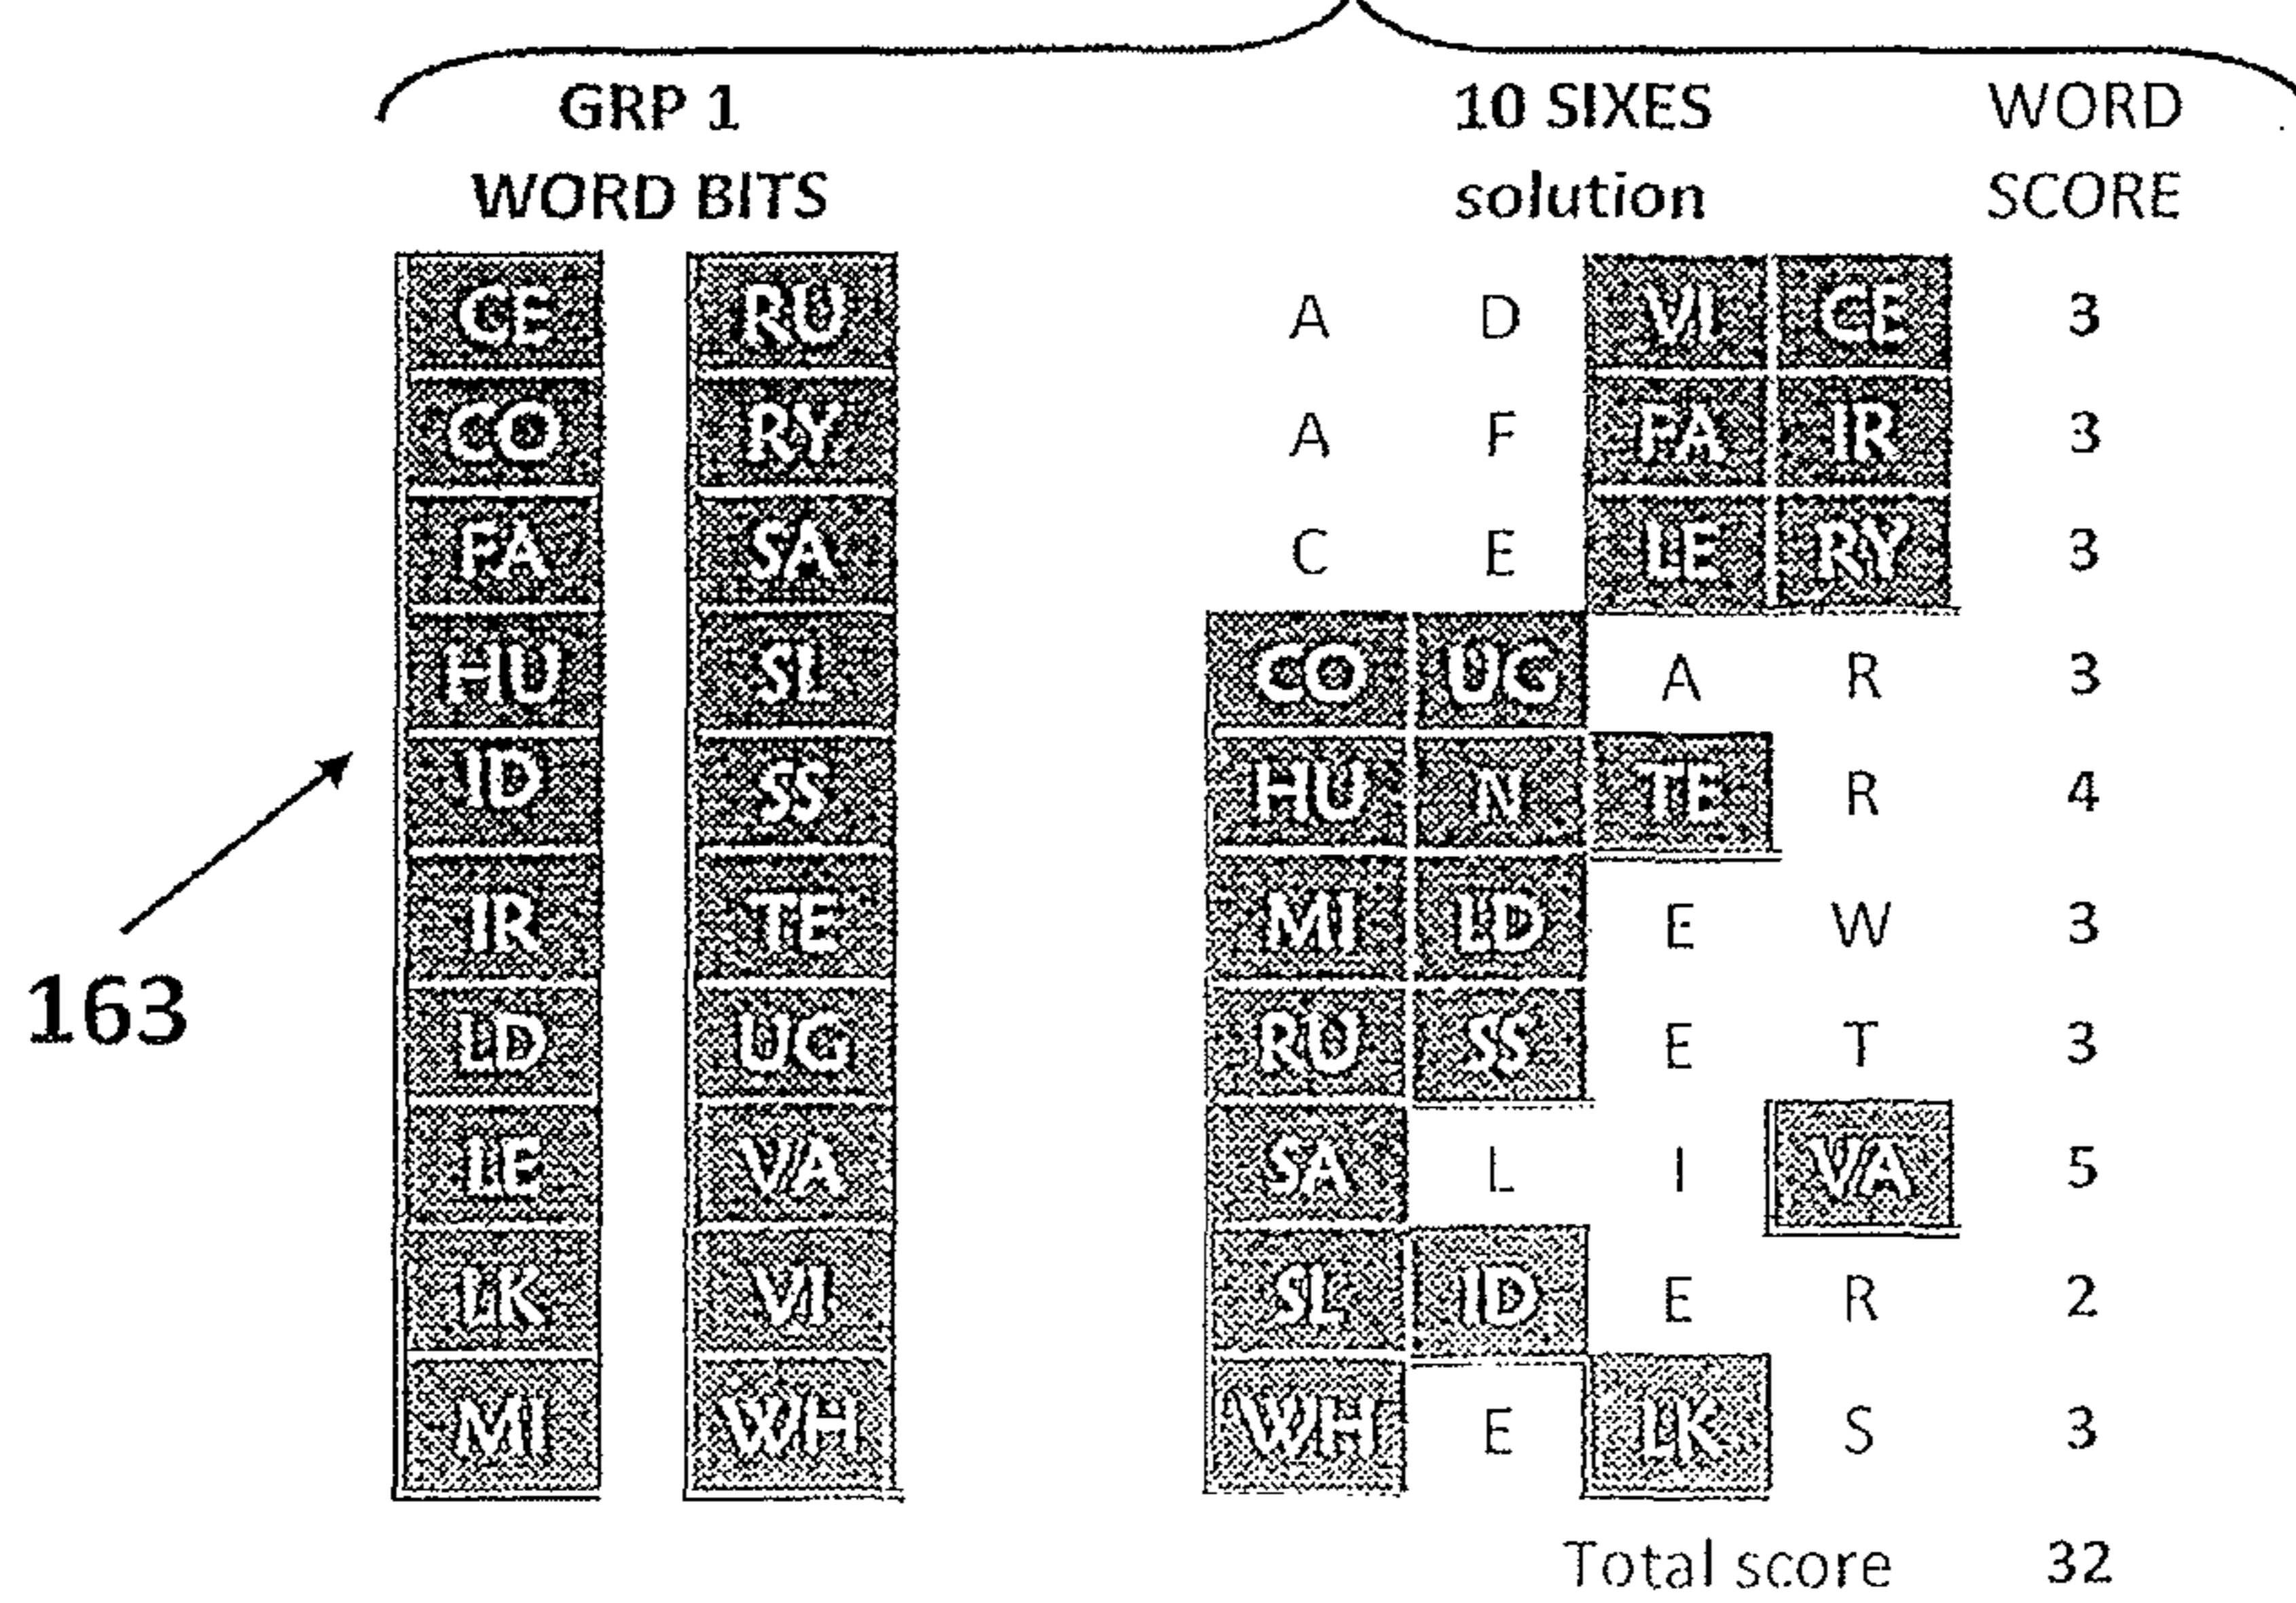 GRP 1 10 SIXES WORD
WORD BITS solution SCORE
CE RU A D VI CE 3
CO RY A F FA IR 3
FA SA C E LE RY 3
HU SL CO UG A R 3
ID SS HU N TE R 4
IR TE MI LD E W 3
LD UG RU SS E T 3
LE VA SA L I VA 5
LK VI SL ID E R 2
MI WH WH E LK S 3
163
Total score 32